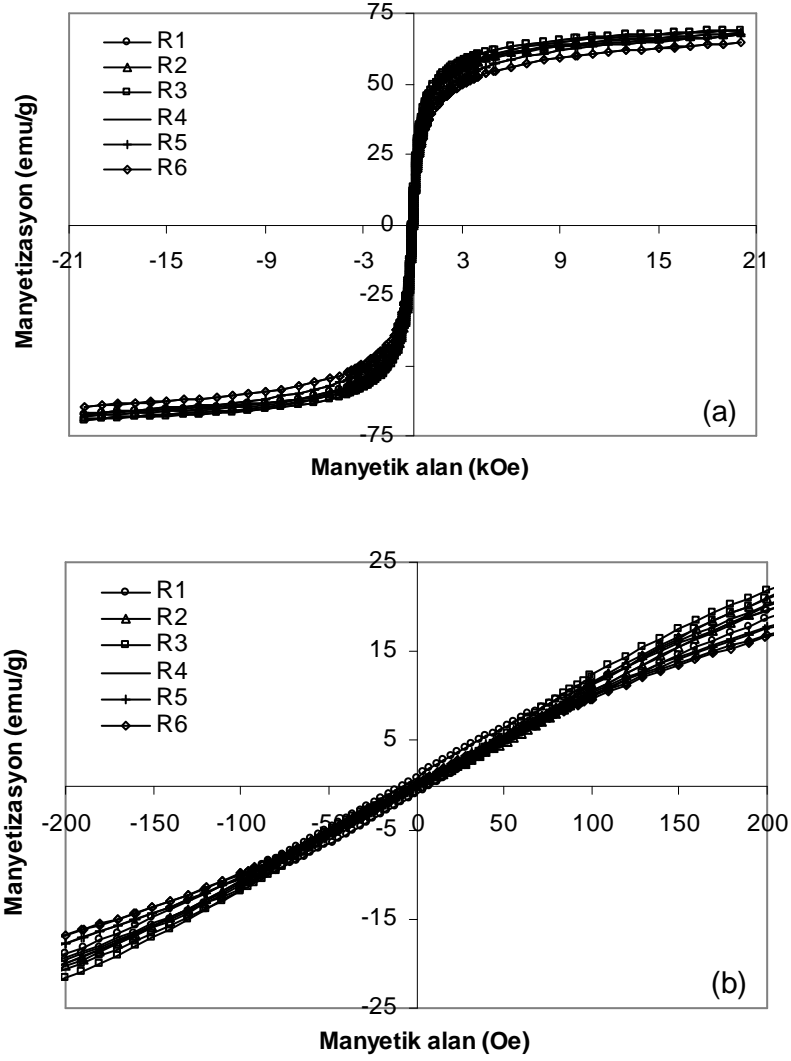 75
50
25
0
-25
-75
-21
-15
-9
-3
3
9
15
21
R1
R2
R3
R4
R5
R6
Manyetizasyon (emu/g)
Manyetik alan (kOe)
(a)
25
15
5
-5
-15
-25
-200
-150
-100
-50
0
50
100
150
200
R1
R2
R3
R4
R5
R6
Manyetizasyon (emu/g)
Manyetik alan (Oe)
(b)